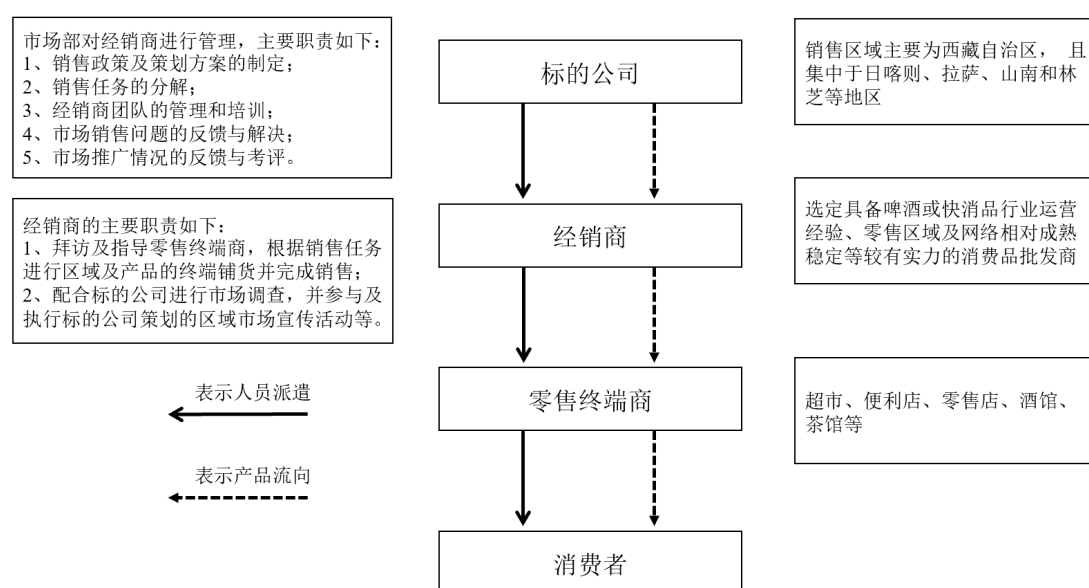 市场部对经销商进行管理，主要职责如下：
1、销售政策及策划方案的制定；
2、销售任务的分解；
3、经销商团队的管理和培训；
4、市场销售问题的反馈与解决；
5、市场推广情况的反馈与考评。
标的公司
销售区域主要为西藏自治区， 且
集中于日喀则、拉萨、山南和林
芝等地区
经销商的主要职责如下：
1、拜访及指导零售终端商，根据销售任务
进行区域及产品的终端铺货并完成销售；
2、配合标的公司进行市场调查，并参与及
执行标的公司策划的区域市场宣传活动等。
经销商
选定具备啤酒或快消品行业运营
经验、零售区域及网络相对成熟
稳定等较有实力的消费品批发商
表示人员派遣
零售终端商
超市、便利店、零售店、酒馆、
茶馆等
表示产品流向
消费者